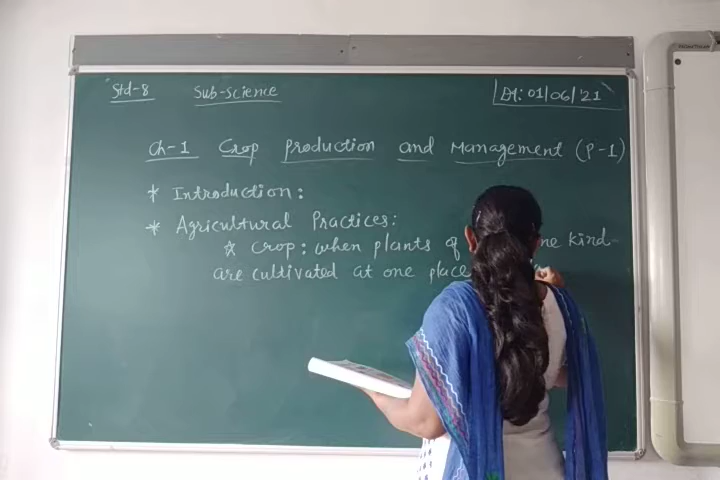 Std-8 Sub-Science Dt: 01/06/'21
Ch-1 Crop production and Management (P-1)
* Introduction:
* Agricultural Practices:
* Crop: when plants of kind
are cultivated at one place